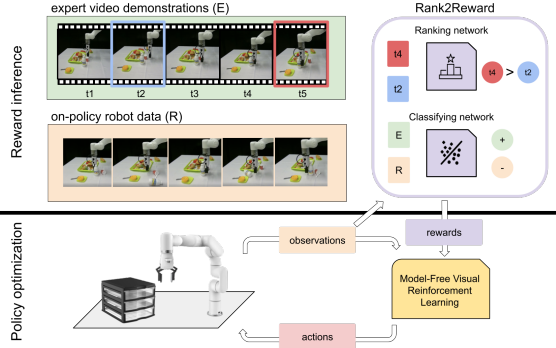 Reward inference
expert video demonstrations (E)
t1 t2 t3 t4 t5
on-policy robot data (R)
Rank2Reward
Ranking network
t4
t2
t4 > t2
Classifying network
E
R
+
-
Policy optimization
observations
rewards
Model-Free Visual
Reinforcement
Learning
actions